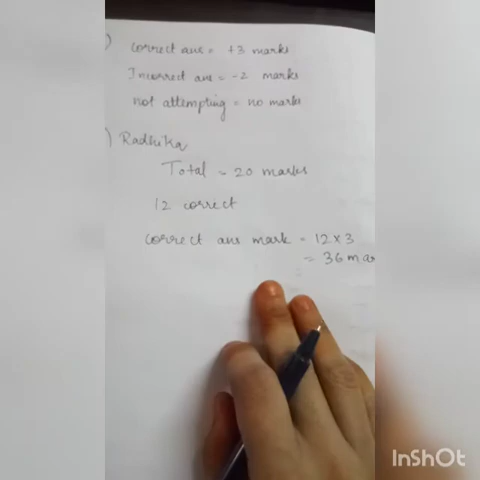 )
correct ans = +3 marks
Incorrect ans = -2 marks
not attempting = no marks
) Radhika
Total = 20 marks
12 correct
correct ans mark = 12 × 3
= 36 mar
InShOt